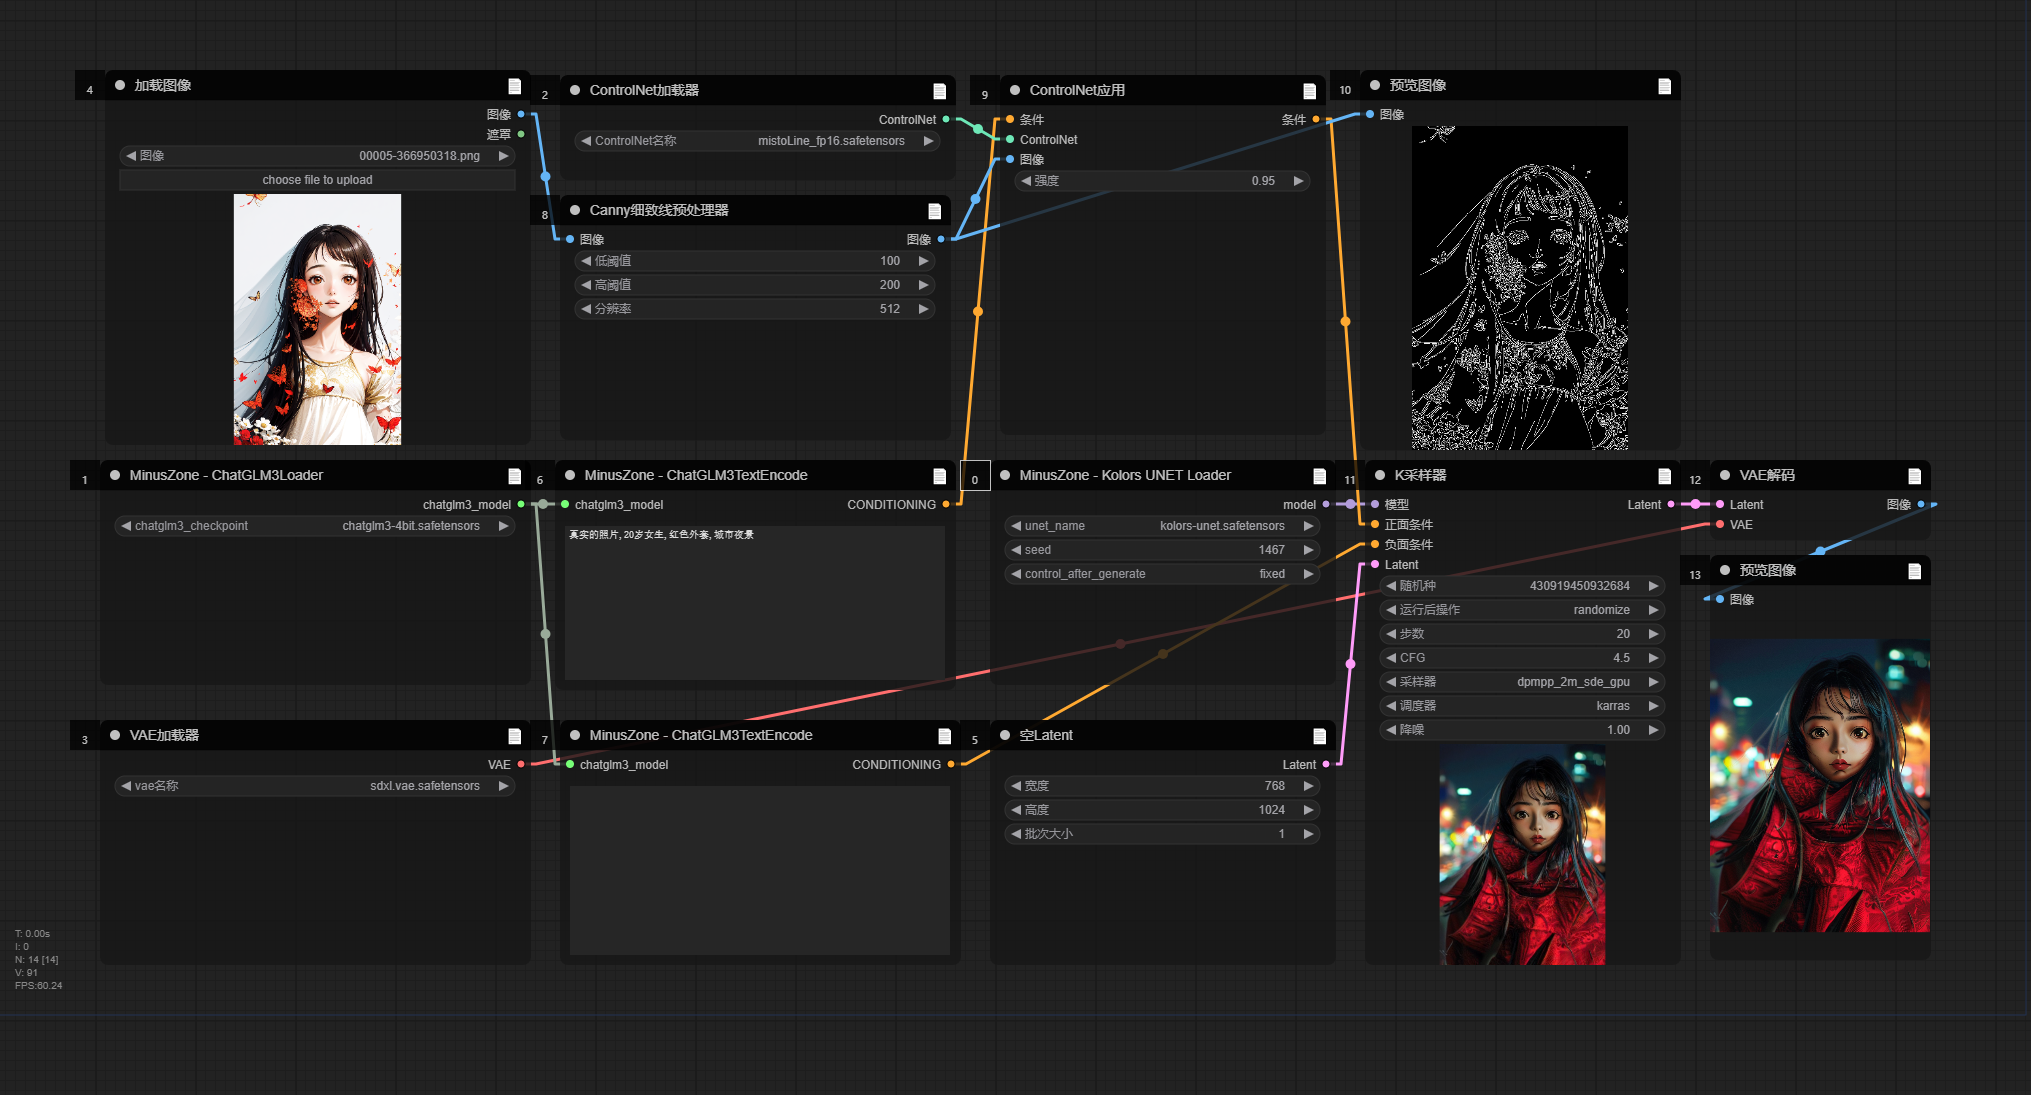 4
加载图像
图像
遮罩
图像 00005-366950318.png
choose file to upload
2
ControlNet加载器
ControlNet
ControlNet名称 mistoLine_fp16.safetensors
8
Canny细致线预处理器
图像 图像
低阈值 100
高阈值 200
分辨率 512
9
ControlNet应用
条件 条件
ControlNet
图像
强度 0.95
10
预览图像
图像
1
MinusZone - ChatGLM3Loader
chatglm3_model
chatglm3_checkpoint chatglm3-4bit.safetensors
6
MinusZone - ChatGLM3TextEncode
chatglm3_model CONDITIONING
真实的照片, 20岁女生, 红色外套, 城市夜景
0
MinusZone - Kolors UNET Loader
model
unet_name kolors-unet.safetensors
seed 1467
control_after_generate fixed
11
K采样器
模型 Latent
正面条件
负面条件
Latent
随机种 430919450932684
运行后操作 randomize
步数 20
CFG 4.5
采样器 dpmpp_2m_sde_gpu
调度器 karras
降噪 1.00
12
VAE解码
Latent 图像
VAE
13
预览图像
图像
3
VAE加载器
VAE
vae名称 sdxl.vae.safetensors
7
MinusZone - ChatGLM3TextEncode
chatglm3_model CONDITIONING
5
空Latent
Latent
宽度 768
高度 1024
批次大小 1
T: 0.00s
I: 0
N: 14 [14]
V: 91
FPS:60.24